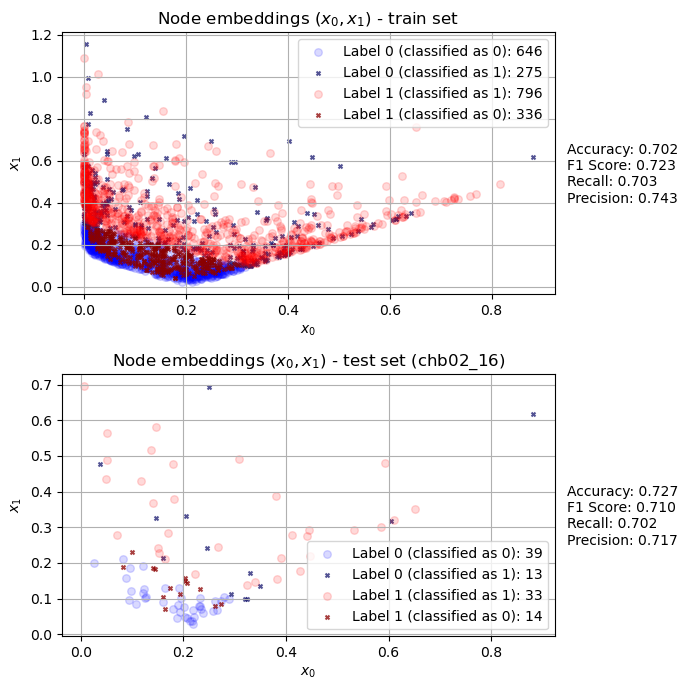 Node embeddings (x₀, x₁) - train set
1.2
1.0
0.8
0.6
0.4
0.2
0.0
x₁
Label 0 (classified as 0): 646
Label 0 (classified as 1): 275
Label 1 (classified as 1): 796
Label 1 (classified as 0): 336
Accuracy: 0.702
F1 Score: 0.723
Recall: 0.703
Precision: 0.743
0.0 0.2 0.4 0.6 0.8
x₀
Node embeddings (x₀, x₁) - test set (chb02_16)
0.7
0.6
0.5
0.4
0.3
0.2
0.1
0.0
x₁
Label 0 (classified as 0): 39
Label 0 (classified as 1): 13
Label 1 (classified as 1): 33
Label 1 (classified as 0): 14
Accuracy: 0.727
F1 Score: 0.710
Recall: 0.702
Precision: 0.717
0.0 0.2 0.4 0.6 0.8
x₀